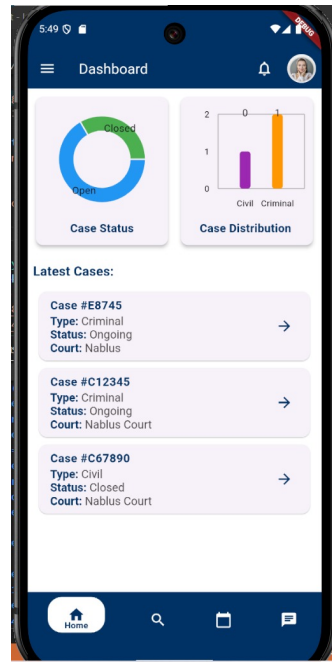 5:49
DEBUG
Dashboard
Closed
Open
Case Status
2
1
0
0 1
Civil Criminal
Case Distribution
Latest Cases:
Case #E8745
Type: Criminal
Status: Ongoing
Court: Nablus
Case #C12345
Type: Criminal
Status: Ongoing
Court: Nablus Court
Case #C67890
Type: Civil
Status: Closed
Court: Nablus Court
Home